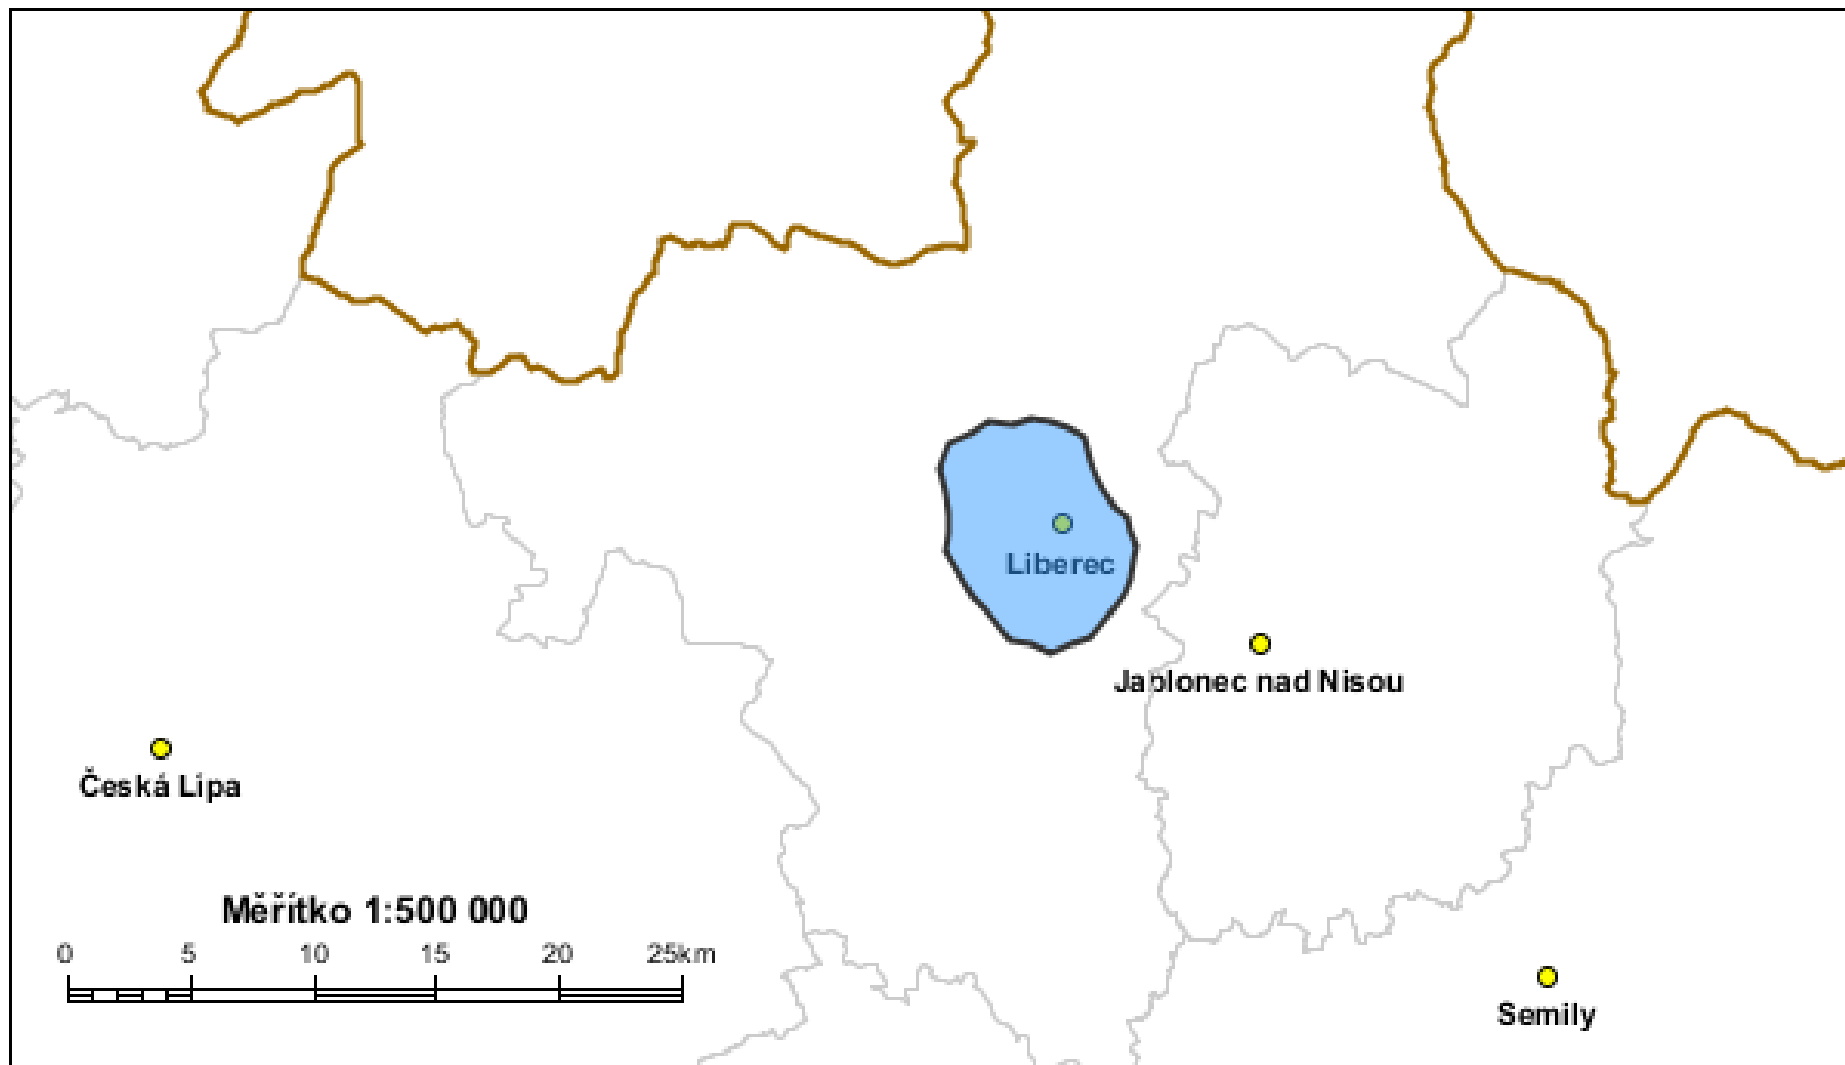 Liberec
Jablonec nad Nisou
Česká Lípa
Měřítko 1:500 000
0 5 10 15 20 25km
Semily